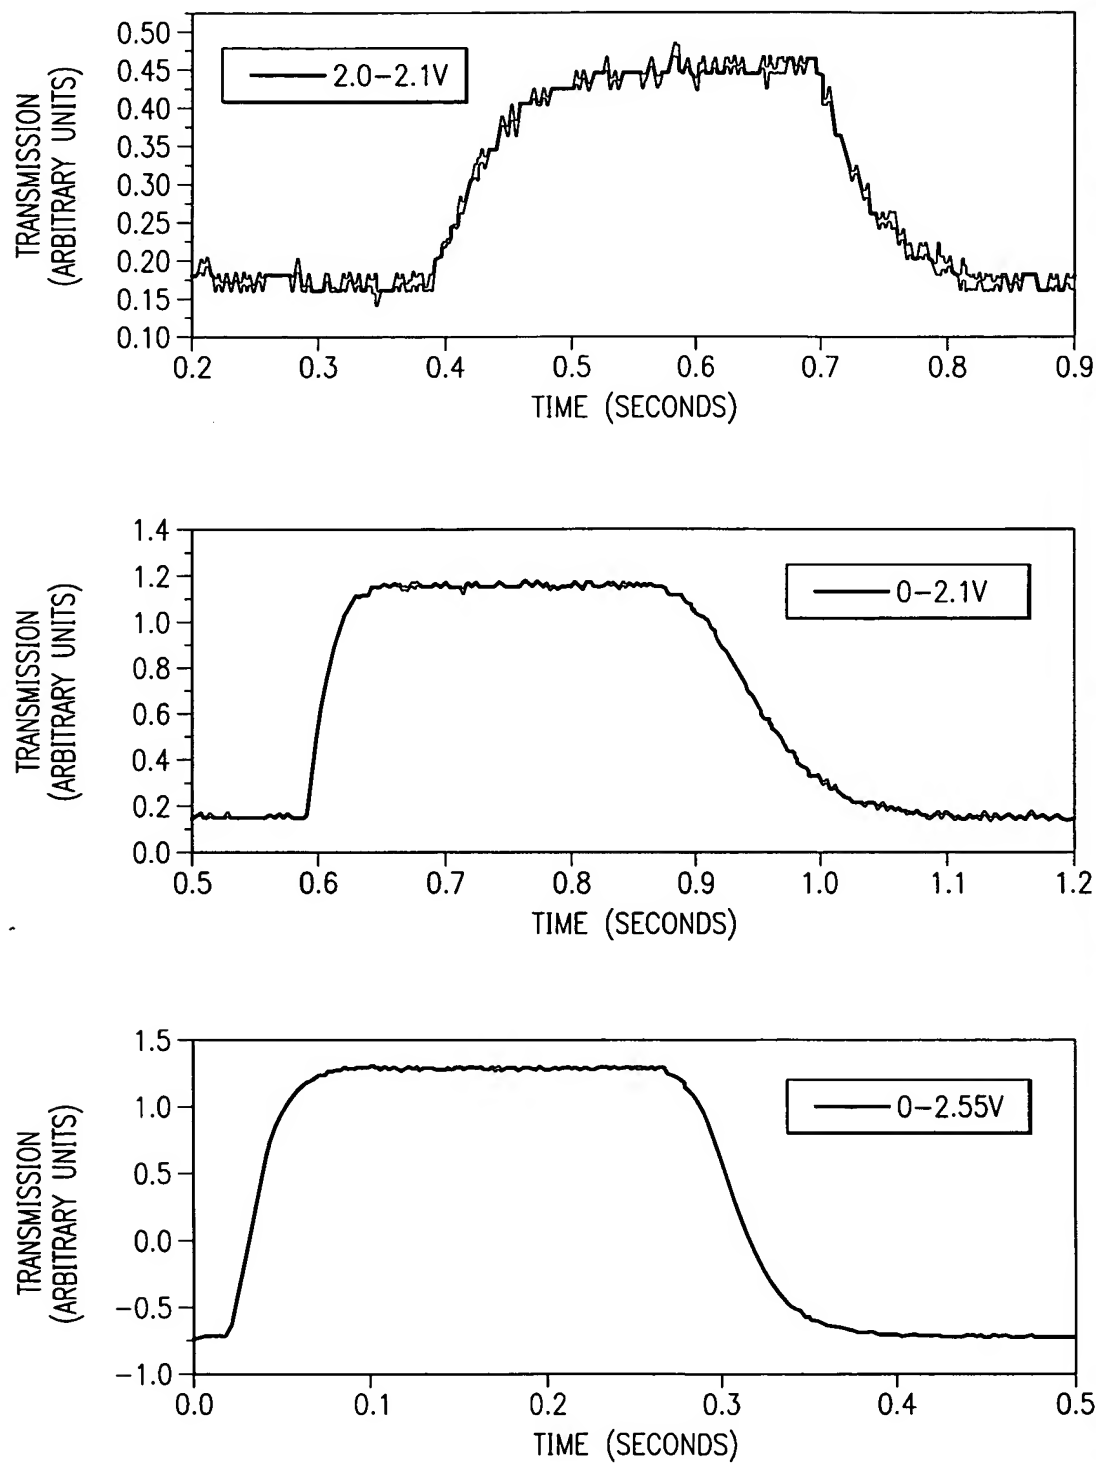 TRANSMISSION
(ARBITRARY UNITS)
0.50
0.45
0.40
0.35
0.30
0.25
0.20
0.15
0.10
2.0–2.1V
0.2 0.3 0.4 0.5 0.6 0.7 0.8 0.9
TIME (SECONDS)
TRANSMISSION
(ARBITRARY UNITS)
1.4
1.2
1.0
0.8
0.6
0.4
0.2
0.0
0–2.1V
0.5 0.6 0.7 0.8 0.9 1.0 1.1 1.2
TIME (SECONDS)
TRANSMISSION
(ARBITRARY UNITS)
1.5
1.0
0.5
0.0
–0.5
–1.0
0–2.55V
0.0 0.1 0.2 0.3 0.4 0.5
TIME (SECONDS)